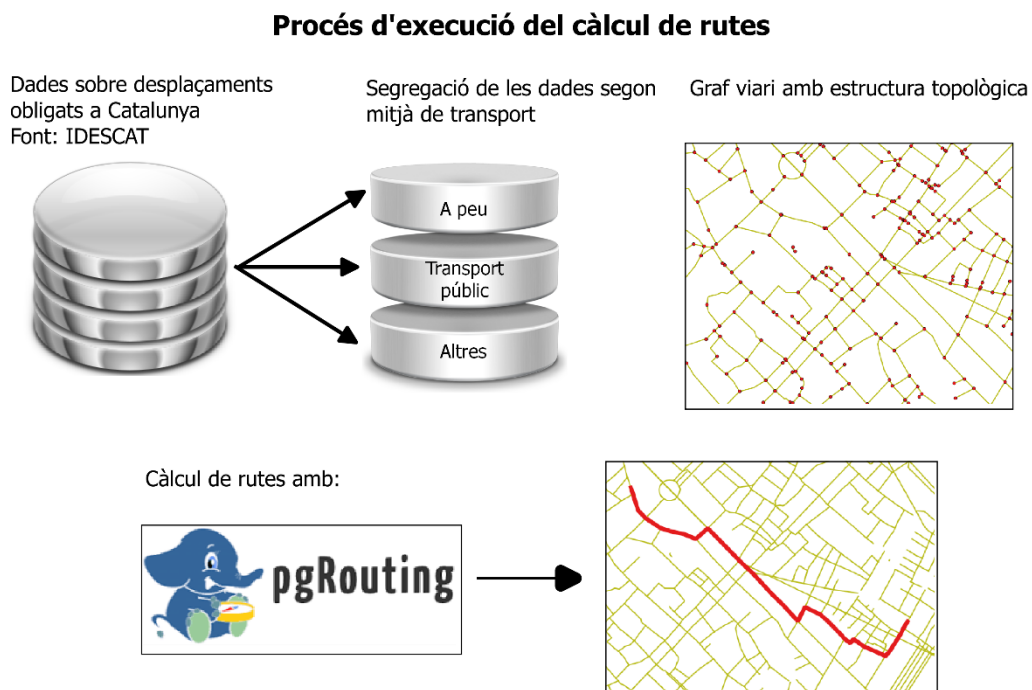 Procés d'execució del càlcul de rutes
Dades sobre desplaçaments
obligats a Catalunya
Font: IDESCAT
Segregació de les dades segon
mitjà de transport
Graf viari amb estructura topològica
A peu
Transport
públic
Altres
Càlcul de rutes amb:
pgRouting